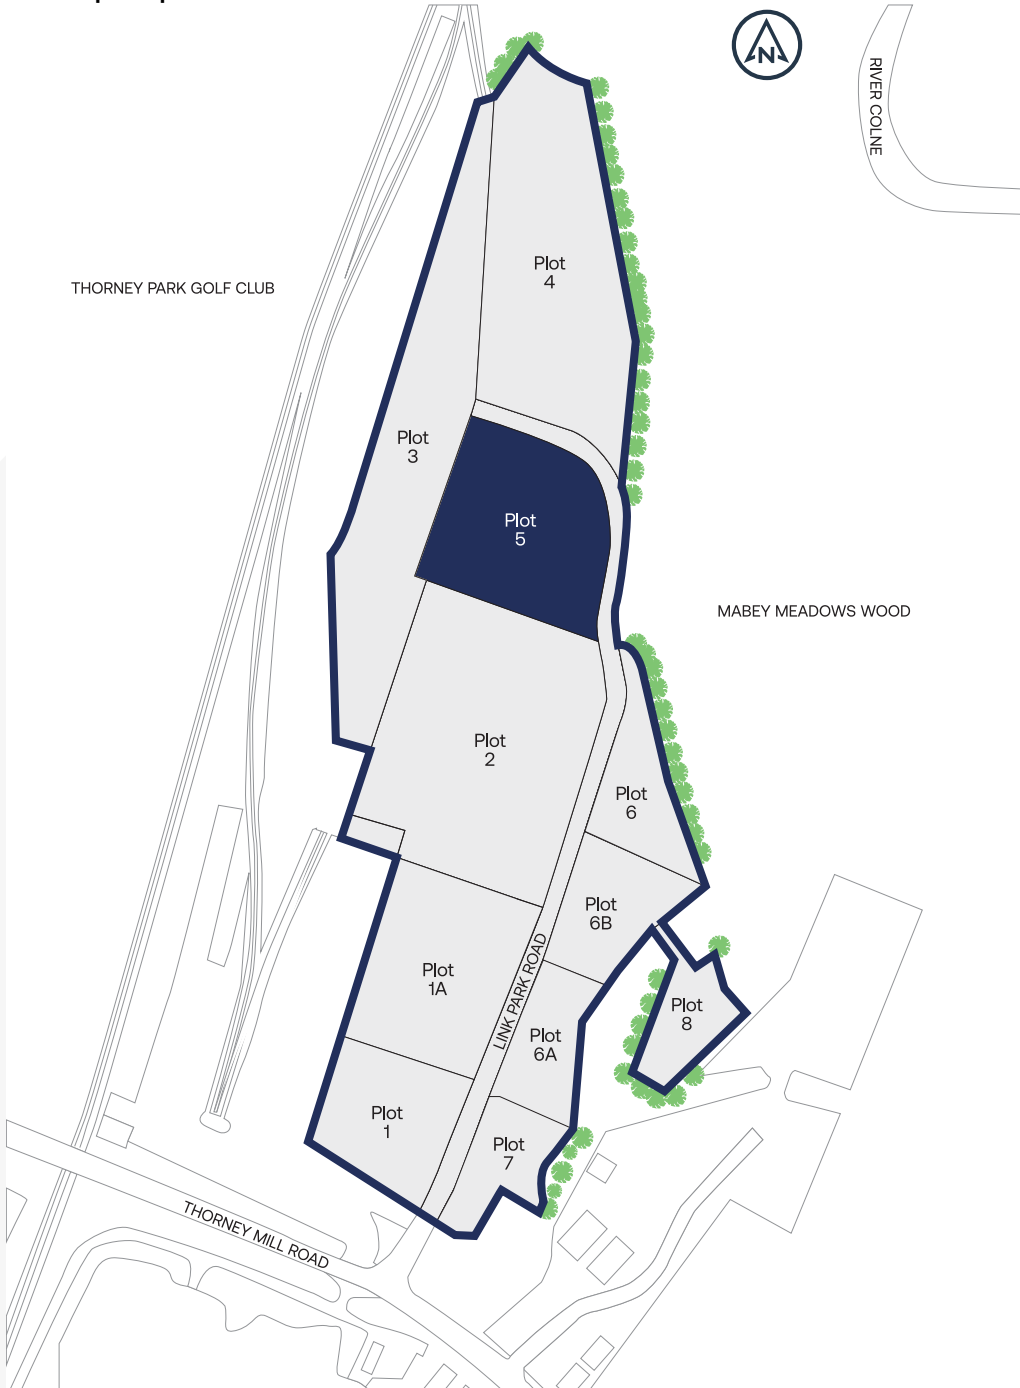 N
RIVER COLNE
Plot
4
THORNEY PARK GOLF CLUB
Plot
3
Plot
5
MABEY MEADOWS WOOD
Plot
2
Plot
6
Plot
6B
LINK PARK ROAD
Plot
1A
Plot
8
Plot
6A
Plot
1
Plot
7
THORNEY MILL ROAD